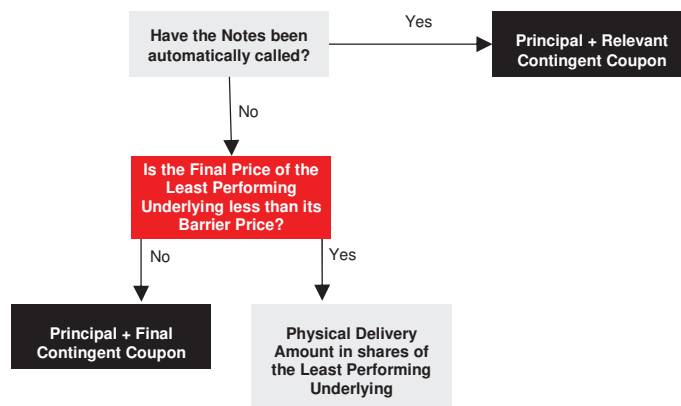 Have the Notes been
automatically called?
Yes
Principal + Relevant
Contingent Coupon
No
Is the Final Price of the
Least Performing
Underlying less than its
Barrier Price?
No
Yes
Principal + Final
Contingent Coupon
Physical Delivery
Amount in shares of
the Least Performing
Underlying